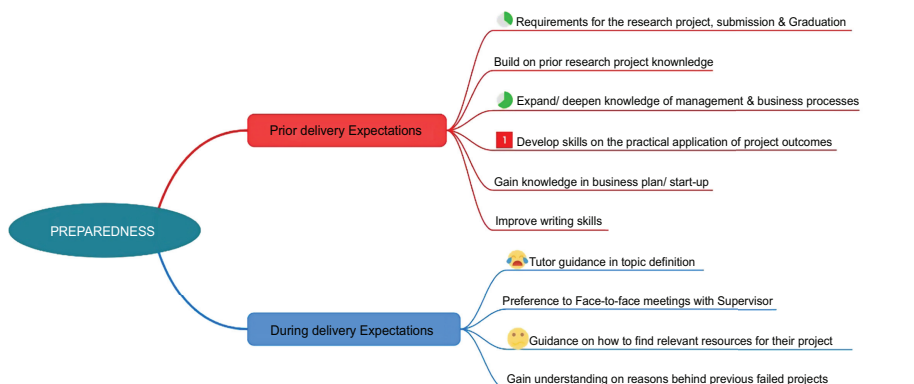 Requirements for the research project, submission & Graduation
Build on prior research project knownledge
Expand/ deepen knowledge of management & business processes
Prior delivery Expectations
1 Develop skills on the practical application of project outcomes
Gain knowledge in business plan/ start-up
Improve writing skills
PREPAREDNESS
Tutor guidance in topic definition
Preference to Face-to-face meetings with Supervisor
During delivery Expectations
Guidance on how to find relevant resources for their project
Gain understanding on reasons behind previous failed projects